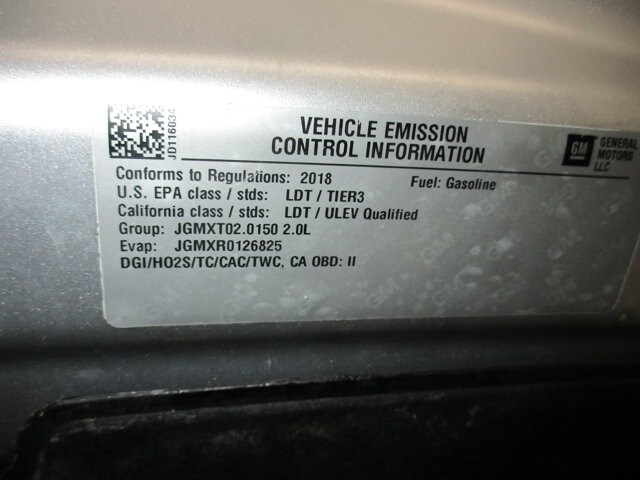 JD116034
VEHICLE EMISSION
CONTROL INFORMATION
GM
GENERAL
MOTORS
LLC
Conforms to Regulations: 2018 Fuel: Gasoline
U.S. EPA class / stds: LDT / TIER3
California class / stds: LDT / ULEV Qualified
Group: JGMXT02.0150 2.0L
Evap: JGMXR0126825
DGI/HO2S/TC/CAC/TWC, CA OBD: II